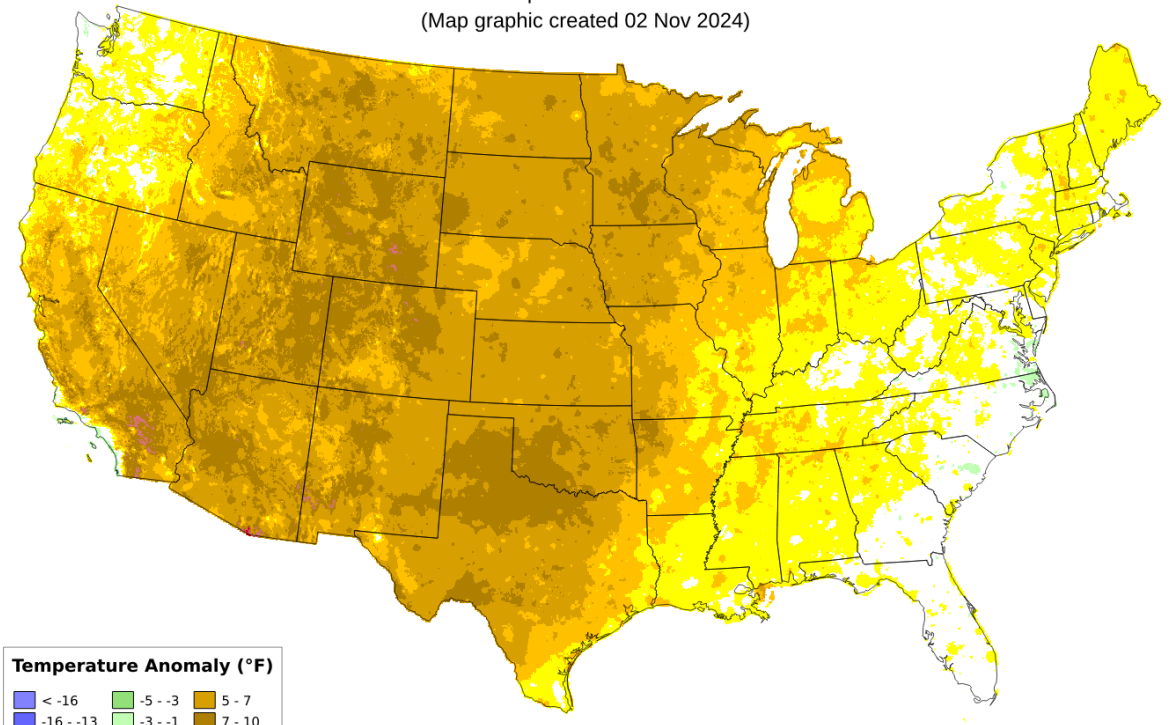 (Map graphic created 02 Nov 2024)
Temperature Anomaly (°F)
< -16 -5 - -3 5 - 7
-16 - -13 -3 - -1 7 - 10